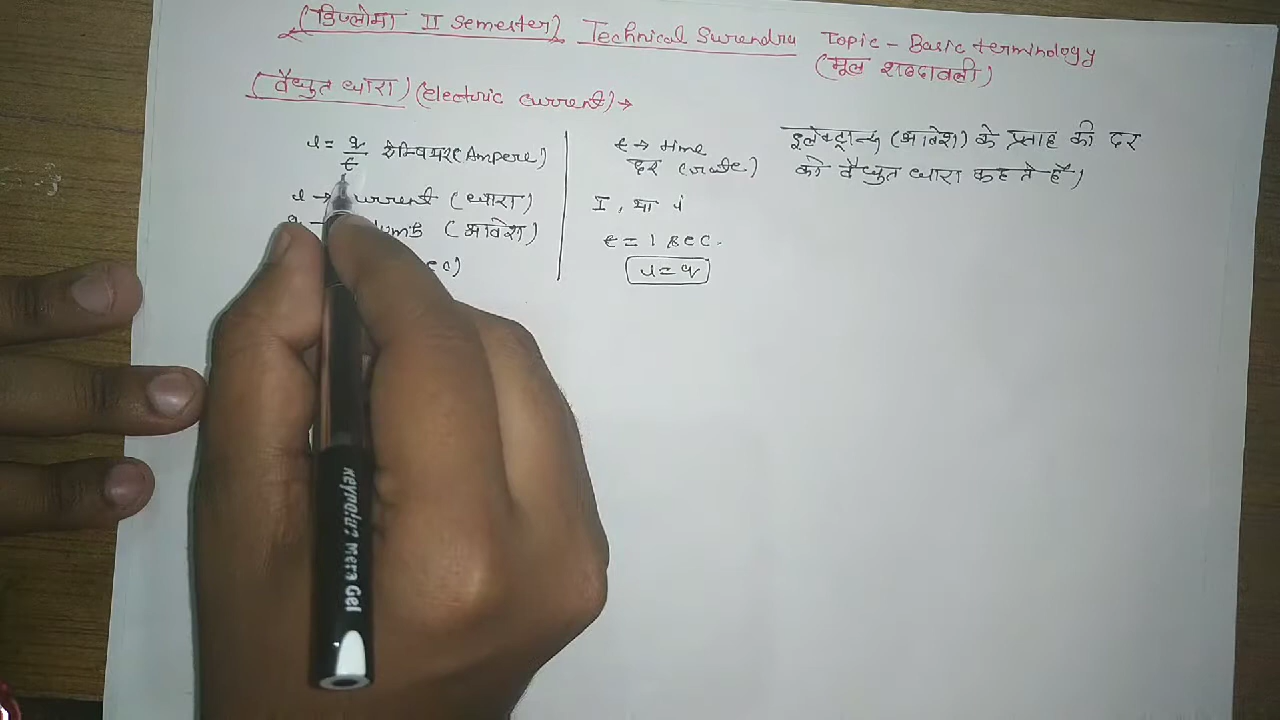 (डिप्लोमा II Semester) Technical Surendra Topic - Basic terminology
(मूल शब्दावली)
(वैधुत धारा) (electric current) →
i = q/t ऐम्पियर (Ampere)
i → current (धारा)
(आवेश)
t → time
दर (rate)
I, या i
t = 1 sec.
i = q
इलेक्ट्रान्स (आवेश) के प्रवाह की दर
को वैधुत धारा कहते हैं।